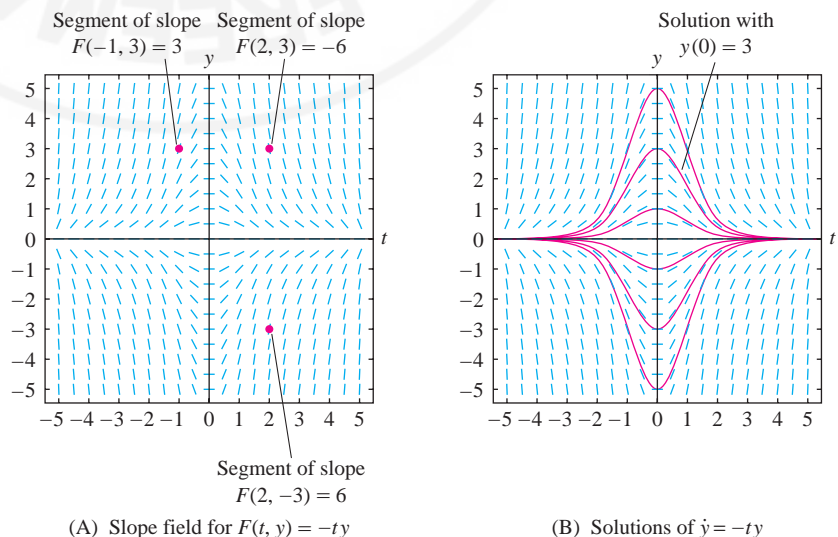 Segment of slope
F(−1, 3) = 3
Segment of slope
F(2, 3) = −6
y
5
4
3
2
1
0
−1
−2
−3
−4
−5
t
−5 −4 −3 −2 −1 0 1 2 3 4 5
Segment of slope
F(2, −3) = 6
(A) Slope field for F(t, y) = −ty
Solution with
y(0) = 3
y
5
4
3
2
1
0
−1
−2
−3
−4
−5
t
−5 −4 −3 −2 −1 0 1 2 3 4 5
(B) Solutions of ẏ = −ty